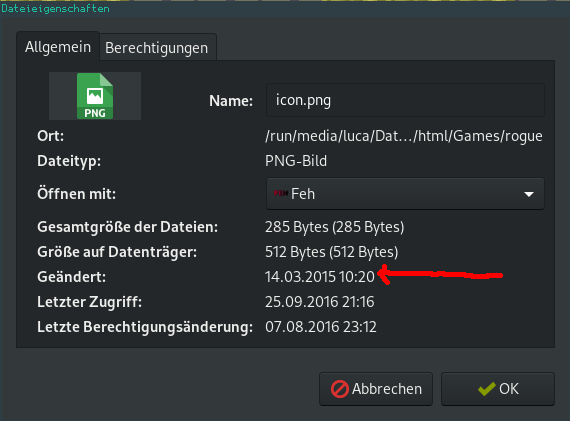 Dateieigenschaften
Allgemein Berechtigungen
PNG
Name: icon.png
Ort: /run/media/luca/Dat.../html/Games/rogue
Dateityp: PNG-Bild
Öffnen mit: Feh
Gesamtgröße der Dateien: 285 Bytes (285 Bytes)
Größe auf Datenträger: 512 Bytes (512 Bytes)
Geändert: 14.03.2015 10:20
Letzter Zugriff: 25.09.2016 21:16
Letzte Berechtigungsänderung: 07.08.2016 23:12
Abbrechen OK